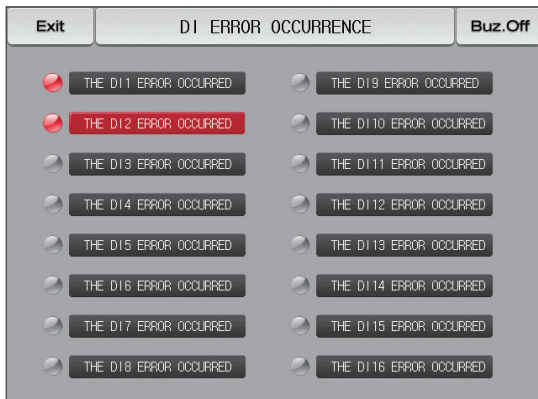 Exit
DI ERROR OCCURRENCE
Buz.Off
THE DI1 ERROR OCCURRED
THE DI2 ERROR OCCURRED
THE DI3 ERROR OCCURRED
THE DI4 ERROR OCCURRED
THE DI5 ERROR OCCURRED
THE DI6 ERROR OCCURRED
THE DI7 ERROR OCCURRED
THE DI8 ERROR OCCURRED
THE DI9 ERROR OCCURRED
THE DI10 ERROR OCCURRED
THE DI11 ERROR OCCURRED
THE DI12 ERROR OCCURRED
THE DI13 ERROR OCCURRED
THE DI14 ERROR OCCURRED
THE DI15 ERROR OCCURRED
THE DI16 ERROR OCCURRED